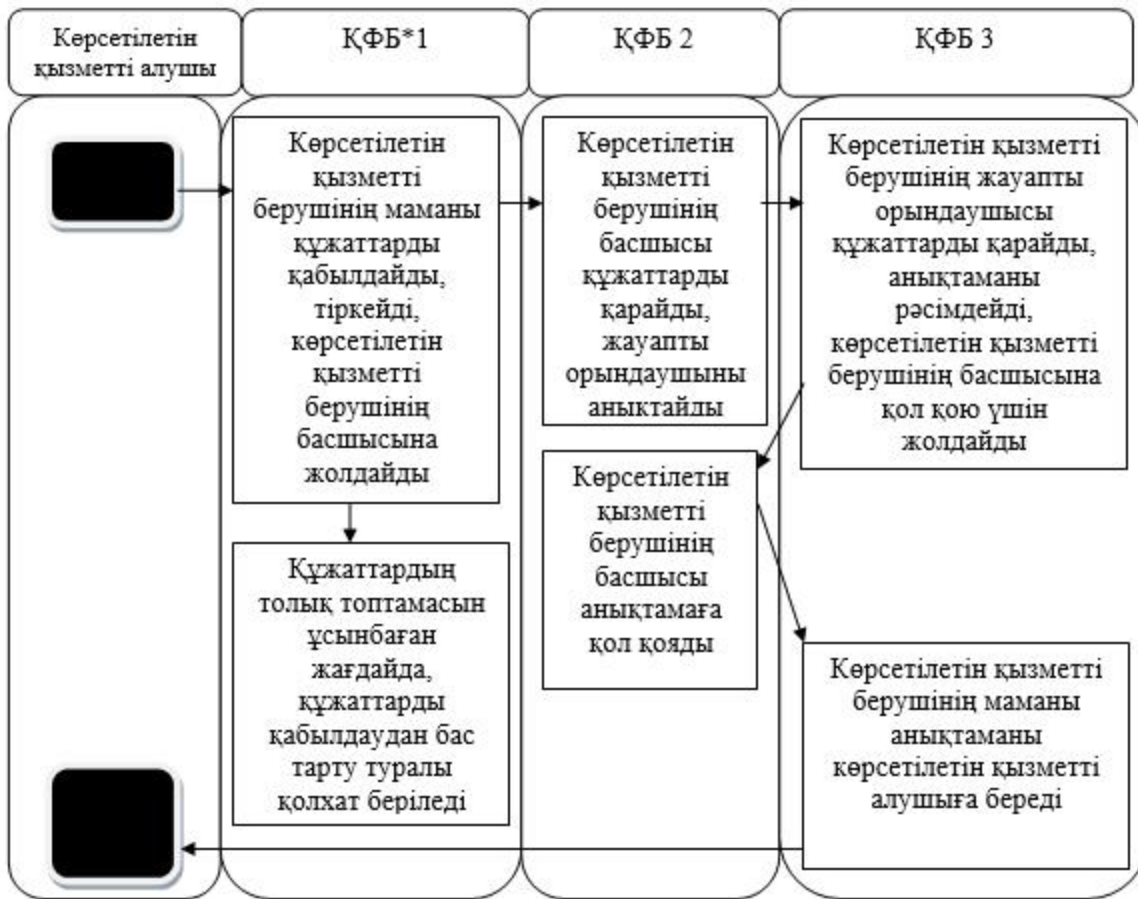 Көрсетілетін
қызметті алушы
ҚФБ*1
ҚФБ 2
ҚФБ 3
Көрсетілетін
қызметті
берушінің маманы
құжаттарды
қабылдайды,
тіркейді,
көрсетілетін
қызметті
берушінің
басшысына
жолдайды
Көрсетілетін
қызметті
берушінің
басшысы
құжаттарды
қарайды,
жауапты
орындаушыны
анықтайды
Көрсетілетін қызметті
берушінің жауапты
орындаушысы
құжаттарды қарайды,
анықтаманы
рәсімдейді,
көрсетілетін қызметті
берушінің басшысына
қол қою үшін
жолдайды
Құжаттардың
толық топтамасын
ұсынбаған
жағдайда,
құжаттарды
қабылдаудан бас
тарту туралы
қолхат беріледі
Көрсетілетін
қызметті
берушінің
басшысы
анықтамаға
қол қояды
Көрсетілетін қызметті
берушінің маманы
анықтаманы
көрсетілетін қызметті
алушыға береді